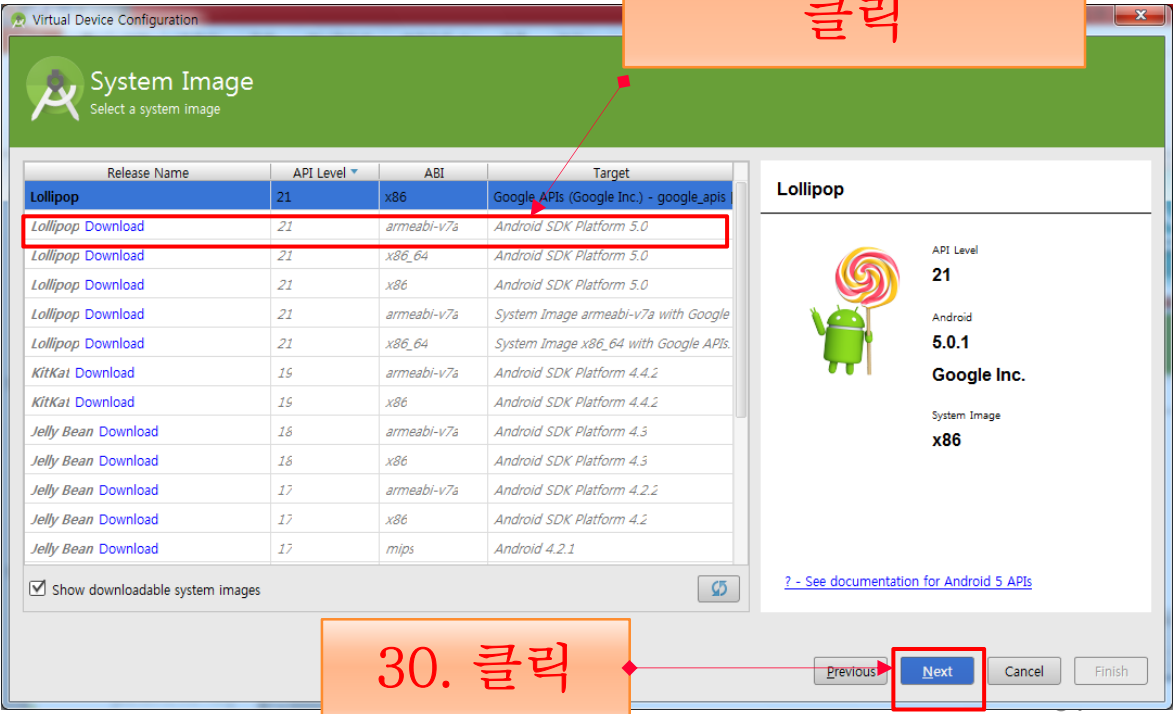 Virtual Device Configuration
클릭
System Image
Select a system image
Release Name API Level ABI Target
Lollipop 21 x86 Google APIs (Google Inc.) - google_apis
Lollipop Download 21 armeabi-v7a Android SDK Platform 5.0
Lollipop Download 21 x86_64 Android SDK Platform 5.0
Lollipop Download 21 x86 Android SDK Platform 5.0
Lollipop Download 21 armeabi-v7a System Image armeabi-v7a with Google
Lollipop Download 21 x86_64 System Image x86_64 with Google APIs.
KitKat Download 19 armeabi-v7a Android SDK Platform 4.4.2
KitKat Download 19 x86 Android SDK Platform 4.4.2
Jelly Bean Download 18 armeabi-v7a Android SDK Platform 4.3
Jelly Bean Download 18 x86 Android SDK Platform 4.3
Jelly Bean Download 17 armeabi-v7a Android SDK Platform 4.2.2
Jelly Bean Download 17 x86 Android SDK Platform 4.2
Jelly Bean Download 17 mips Android 4.2.1
Show downloadable system images
Lollipop
API Level
21
Android
5.0.1
Google Inc.
System Image
x86
? - See documentation for Android 5 APIs
30. 클릭
Previous Next Cancel Finish